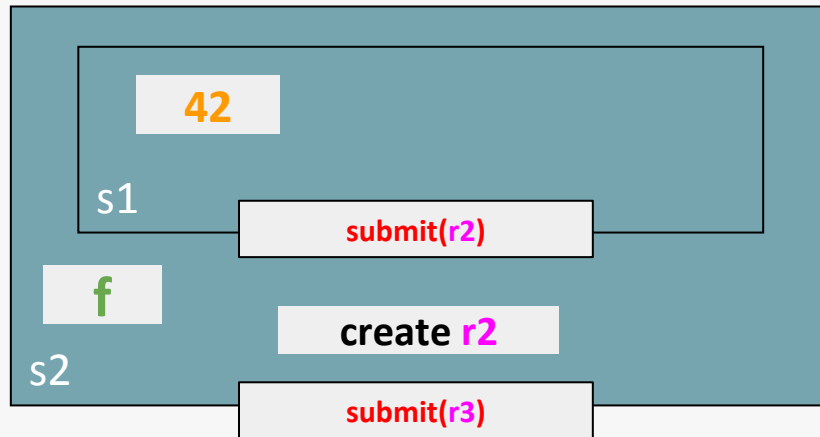 42
s1
submit(r2)
f
create r2
s2
submit(r3)